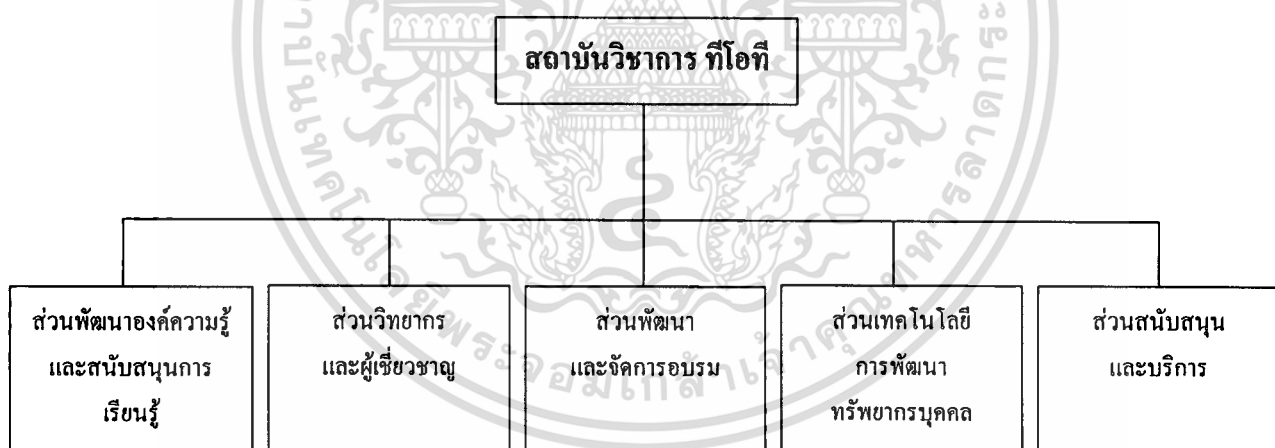 สถาบันวิชาการ ทีโอที
ส่วนพัฒนาองค์ความรู้
และสนับสนุนการ
เรียนรู้
ส่วนวิทยากร
และผู้เชี่ยวชาญ
ส่วนพัฒนา
และจัดการอบรม
ส่วนเทคโนโลยี
การพัฒนา
ทรัพยากรบุคคล
ส่วนสนับสนุน
และบริการ